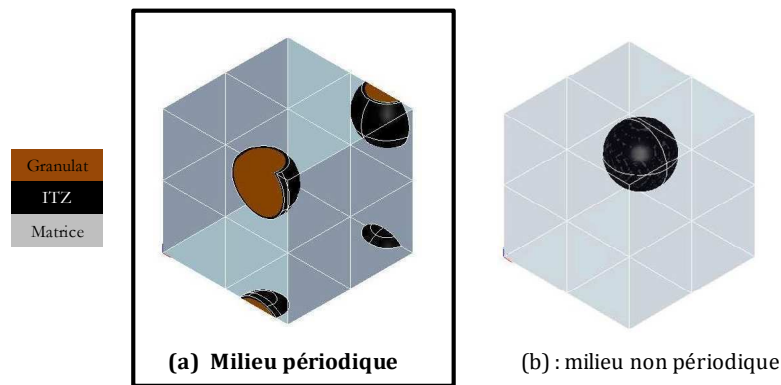 Granulat
ITZ
Matrice
(a) Milieu périodique
(b) : milieu non périodique